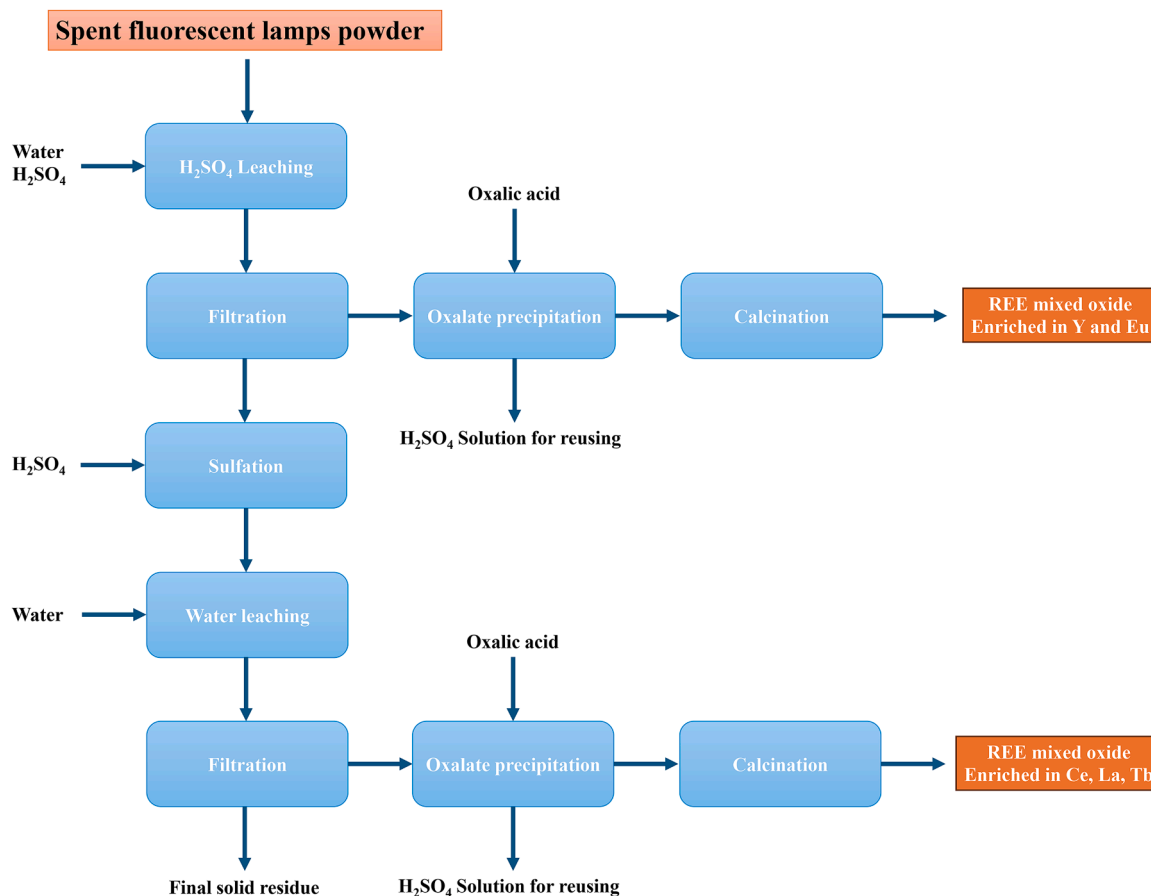 Spent fluorescent lamps powder
Water
H₂SO₄
H₂SO₄ Leaching
Oxalic acid
Filtration
Oxalate precipitation
Calcination
REE mixed oxide
Enriched in Y and Eu
H₂SO₄ Solution for reusing
H₂SO₄
Sulfation
Water
Water leaching
Oxalic acid
Filtration
Oxalate precipitation
Calcination
REE mixed oxide
Enriched in Ce, La, Tb
Final solid residue
H₂SO₄ Solution for reusing